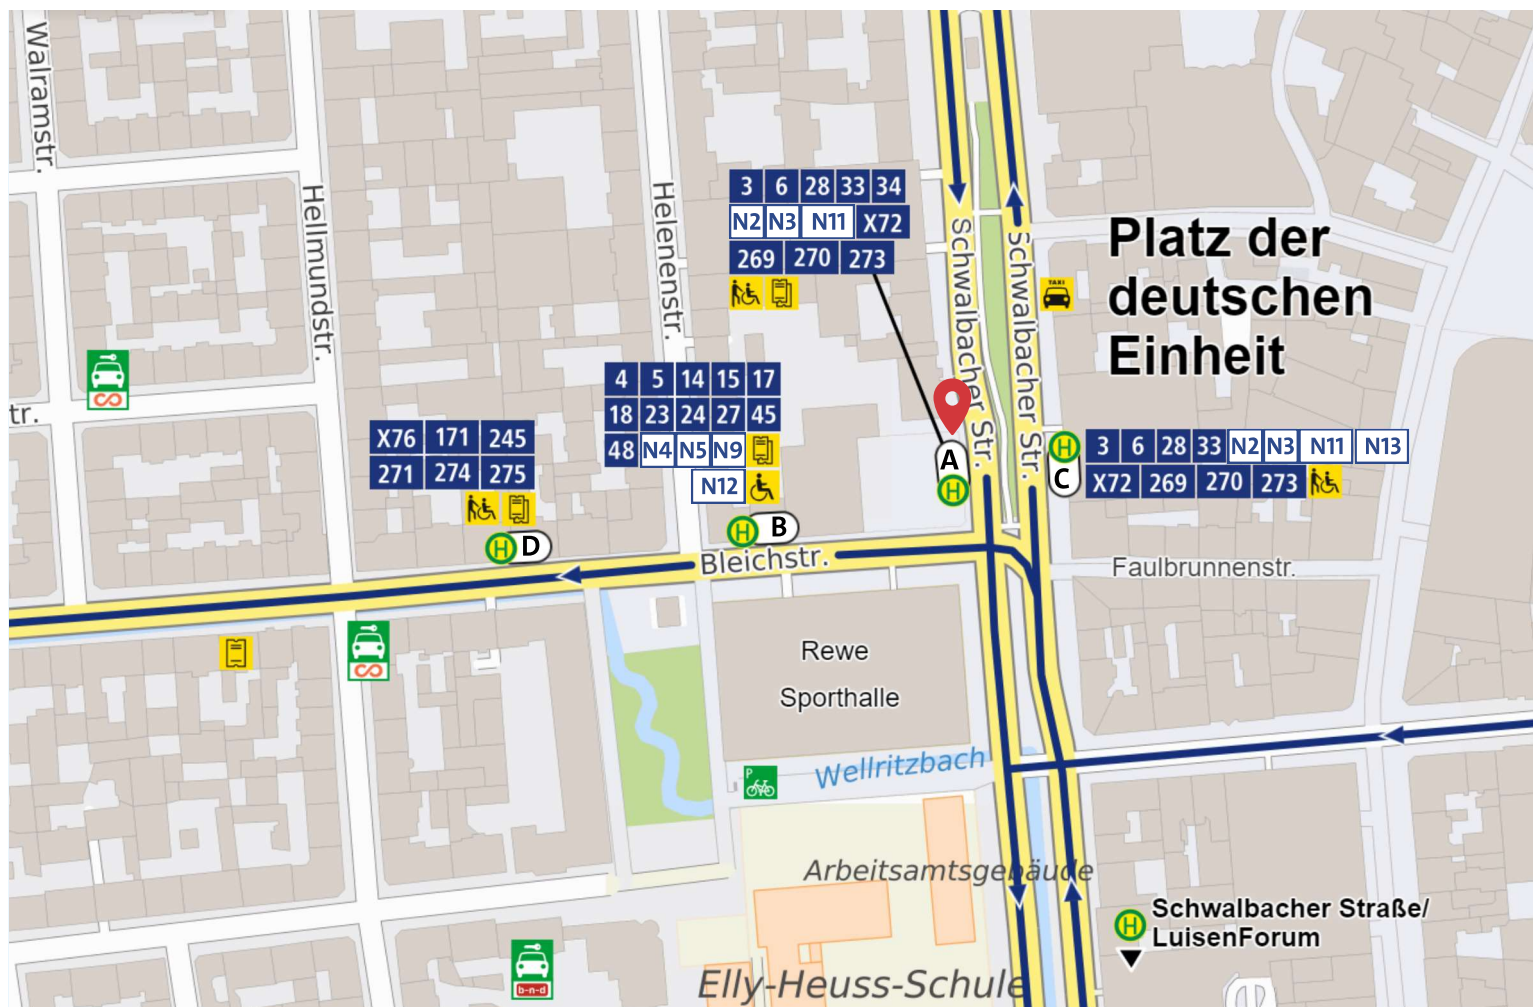 Walramstr.
Hellmundstr.
Helenenstr.
Schwalbacher Str.
Schwalbacher Str.
3 6 28 33 34
N2 N3 N11 X72
269 270 273
TAXI
Platz der
deutschen
Einheit
tr.
4 5 14 15 17
18 23 24 27 45
48 N4 N5 N9
N12
X76 171 245
271 274 275
A
H
H
C
3 6 28 33 N2 N3 N11 N13
X72 269 270 273
H B
H D
Bleichstr.
Faulbrunnenstr.
Rewe
Sporthalle
Wellritzbach
P
Arbeitsamtsgebäude
H
Schwalbacher Straße/
LuisenForum
Elly-Heuss-Schule
b-n-d